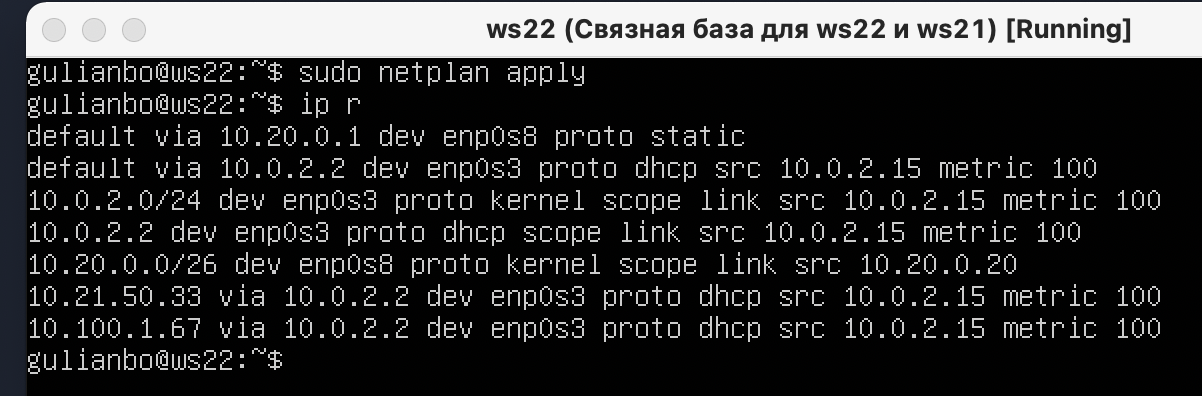 ws22 (Связная база для ws22 и ws21) [Running]
gulianbo@ws22:~$ sudo netplan apply
gulianbo@ws22:~$ ip r
default via 10.20.0.1 dev enp0s8 proto static
default via 10.0.2.2 dev enp0s3 proto dhcp src 10.0.2.15 metric 100
10.0.2.0/24 dev enp0s3 proto kernel scope link src 10.0.2.15 metric 100
10.0.2.2 dev enp0s3 proto dhcp scope link src 10.0.2.15 metric 100
10.20.0.0/26 dev enp0s8 proto kernel scope link src 10.20.0.20
10.21.50.33 via 10.0.2.2 dev enp0s3 proto dhcp src 10.0.2.15 metric 100
10.100.1.67 via 10.0.2.2 dev enp0s3 proto dhcp src 10.0.2.15 metric 100
gulianbo@ws22:~$